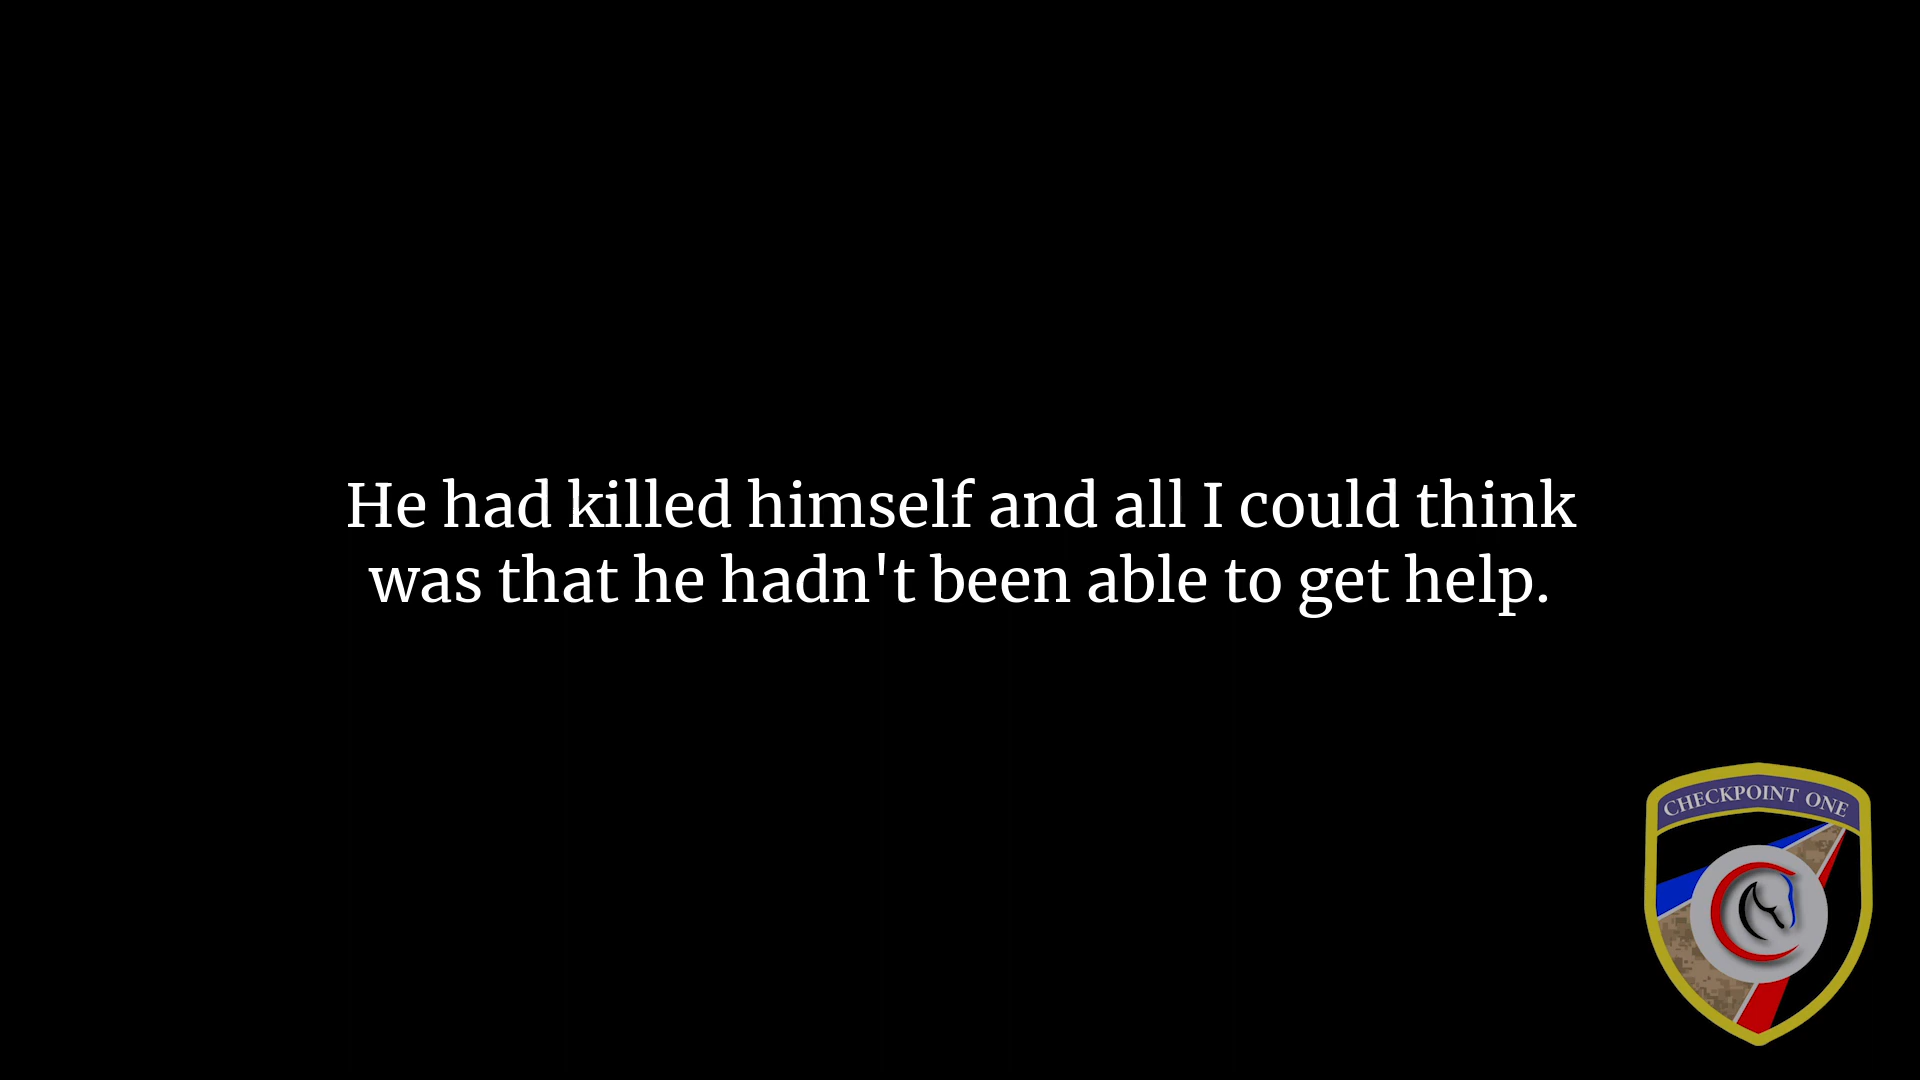 He had killed himself and all I could think
was that he hadn't been able to get help.
CHECKPOINT ONE